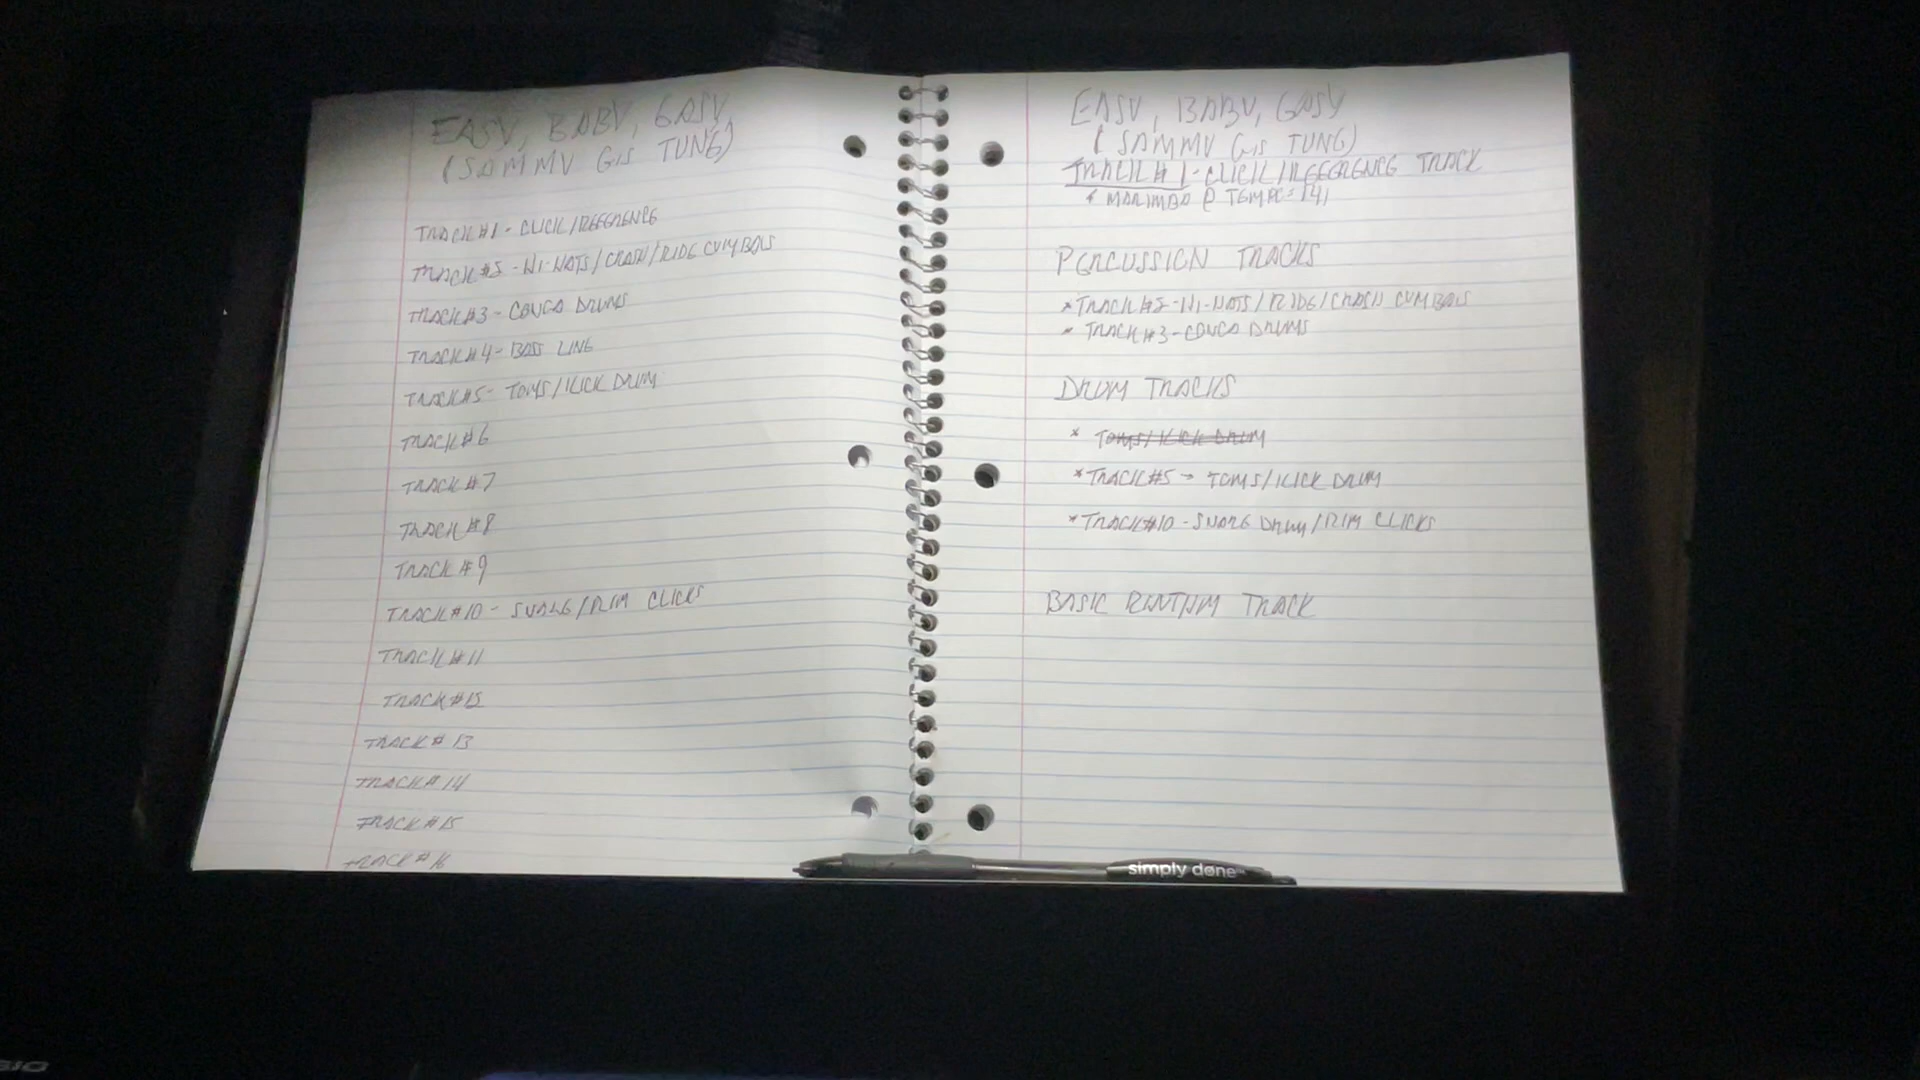 EASY, BABY, EASY
(SAMMY G's TUNE)
TRACK #1 - CLICK/REFERENCE
TRACK #2 - HI-HATS/CRASH/RIDE CYMBALS
TRACK #3 - CONGA DRUMS
TRACK #4 - BASS LINE
TRACK #5 - TOMS/KICK DRUM
TRACK #6
TRACK #7
TRACK #8
TRACK #9
TRACK #10 - SNARE/RIM CLICKS
TRACK #11
TRACK #12
TRACK #13
TRACK #14
TRACK #15
TRACK #16
EASY, BABY, EASY
(SAMMY G's TUNE)
TRACK #1 - CLICK/REFERENCE TRACK
* MARIMBA @ TEMPO = 141
PERCUSSION TRACKS
* TRACK #2 - HI-HATS/RIDE/CRASH CYMBALS
* TRACK #3 - CONGA DRUMS
DRUM TRACKS
* TOMS/KICK DRUM
* TRACK #5 - TOMS/KICK DRUM
* TRACK #10 - SNARE DRUM/RIM CLICKS
BASIC RHYTHM TRACK
simply done